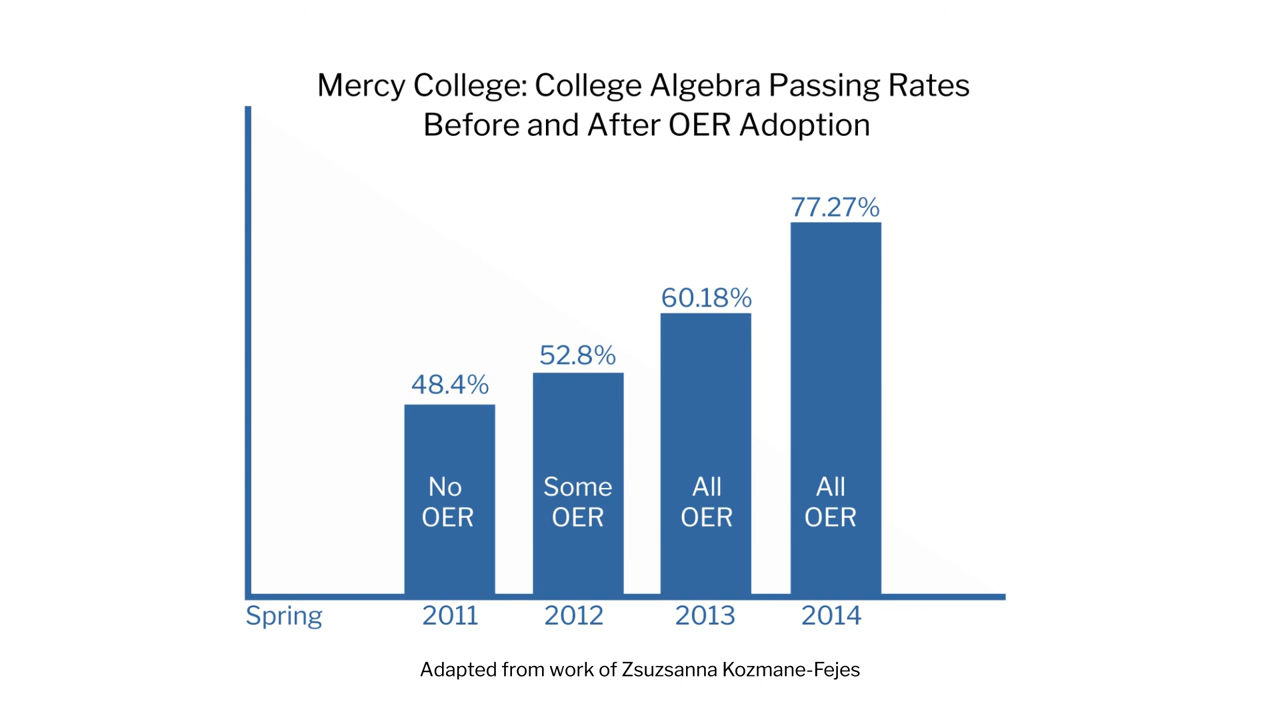 Mercy College: College Algebra Passing Rates
Before and After OER Adoption
77.27%
60.18%
52.8%
48.4%
No
OER
Some
OER
All
OER
All
OER
Spring 2011 2012 2013 2014
Adapted from work of Zsuzsanna Kozmane-Fejes